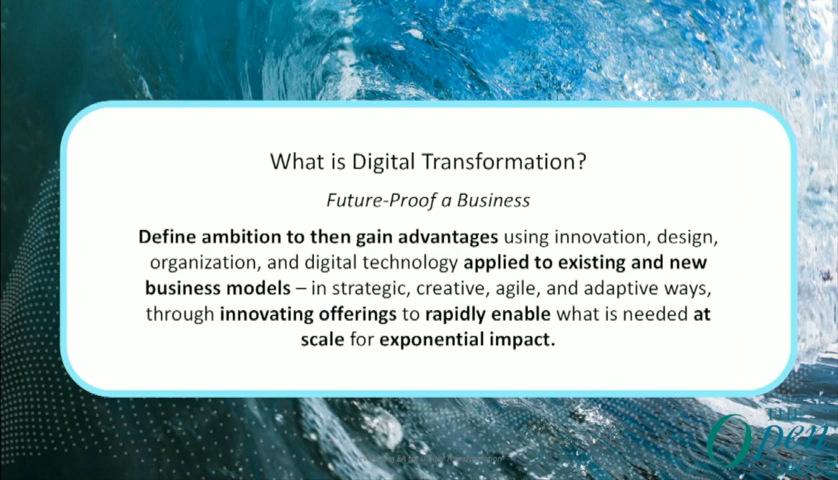 What is Digital Transformation?
Future-Proof a Business
Define ambition to then gain advantages using innovation, design,
organization, and digital technology applied to existing and new
business models – in strategic, creative, agile, and adaptive ways,
through innovating offerings to rapidly enable what is needed at
scale for exponential impact.
THE
Open